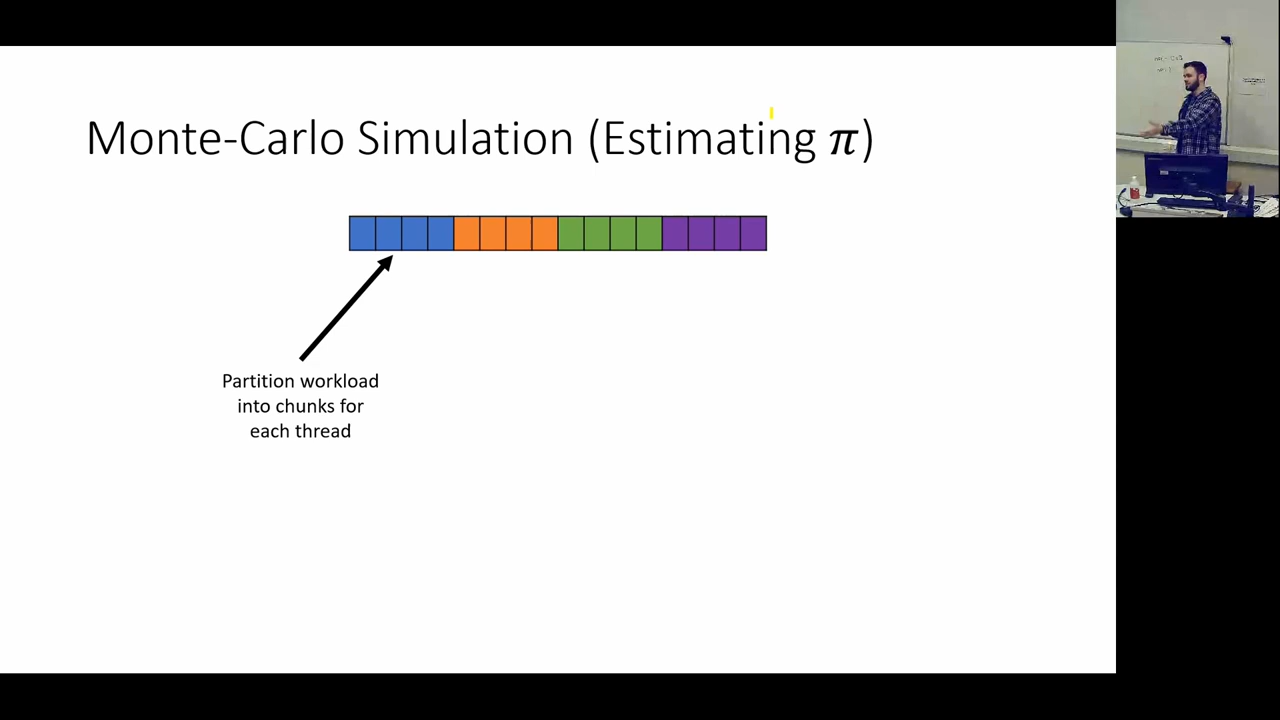 Monte-Carlo Simulation (Estimating π)
Partition workload
into chunks for
each thread